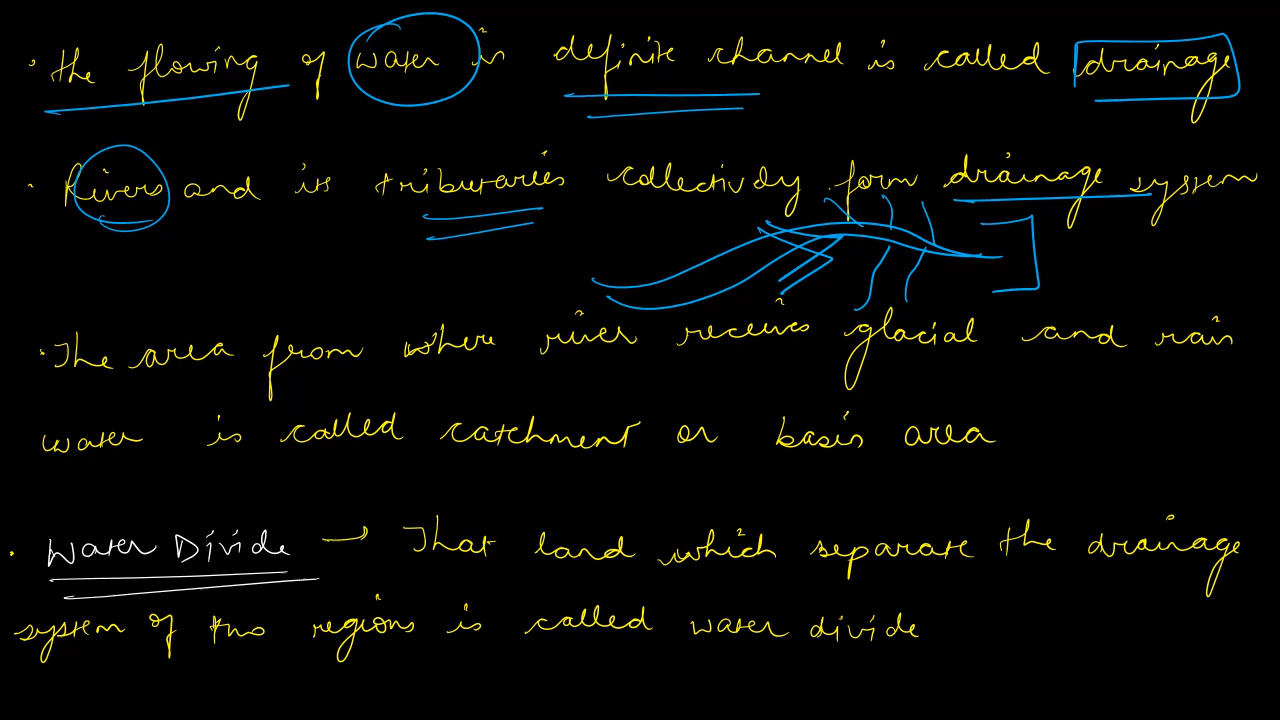 · the flowing of water in definite channel is called drainage
· Rivers and its tributaries collectively form drainage system
· The area from where river receives glacial and rain
water is called catchment or basis area
· Water Divide → That land which separate the drainage
system of two regions is called water divide